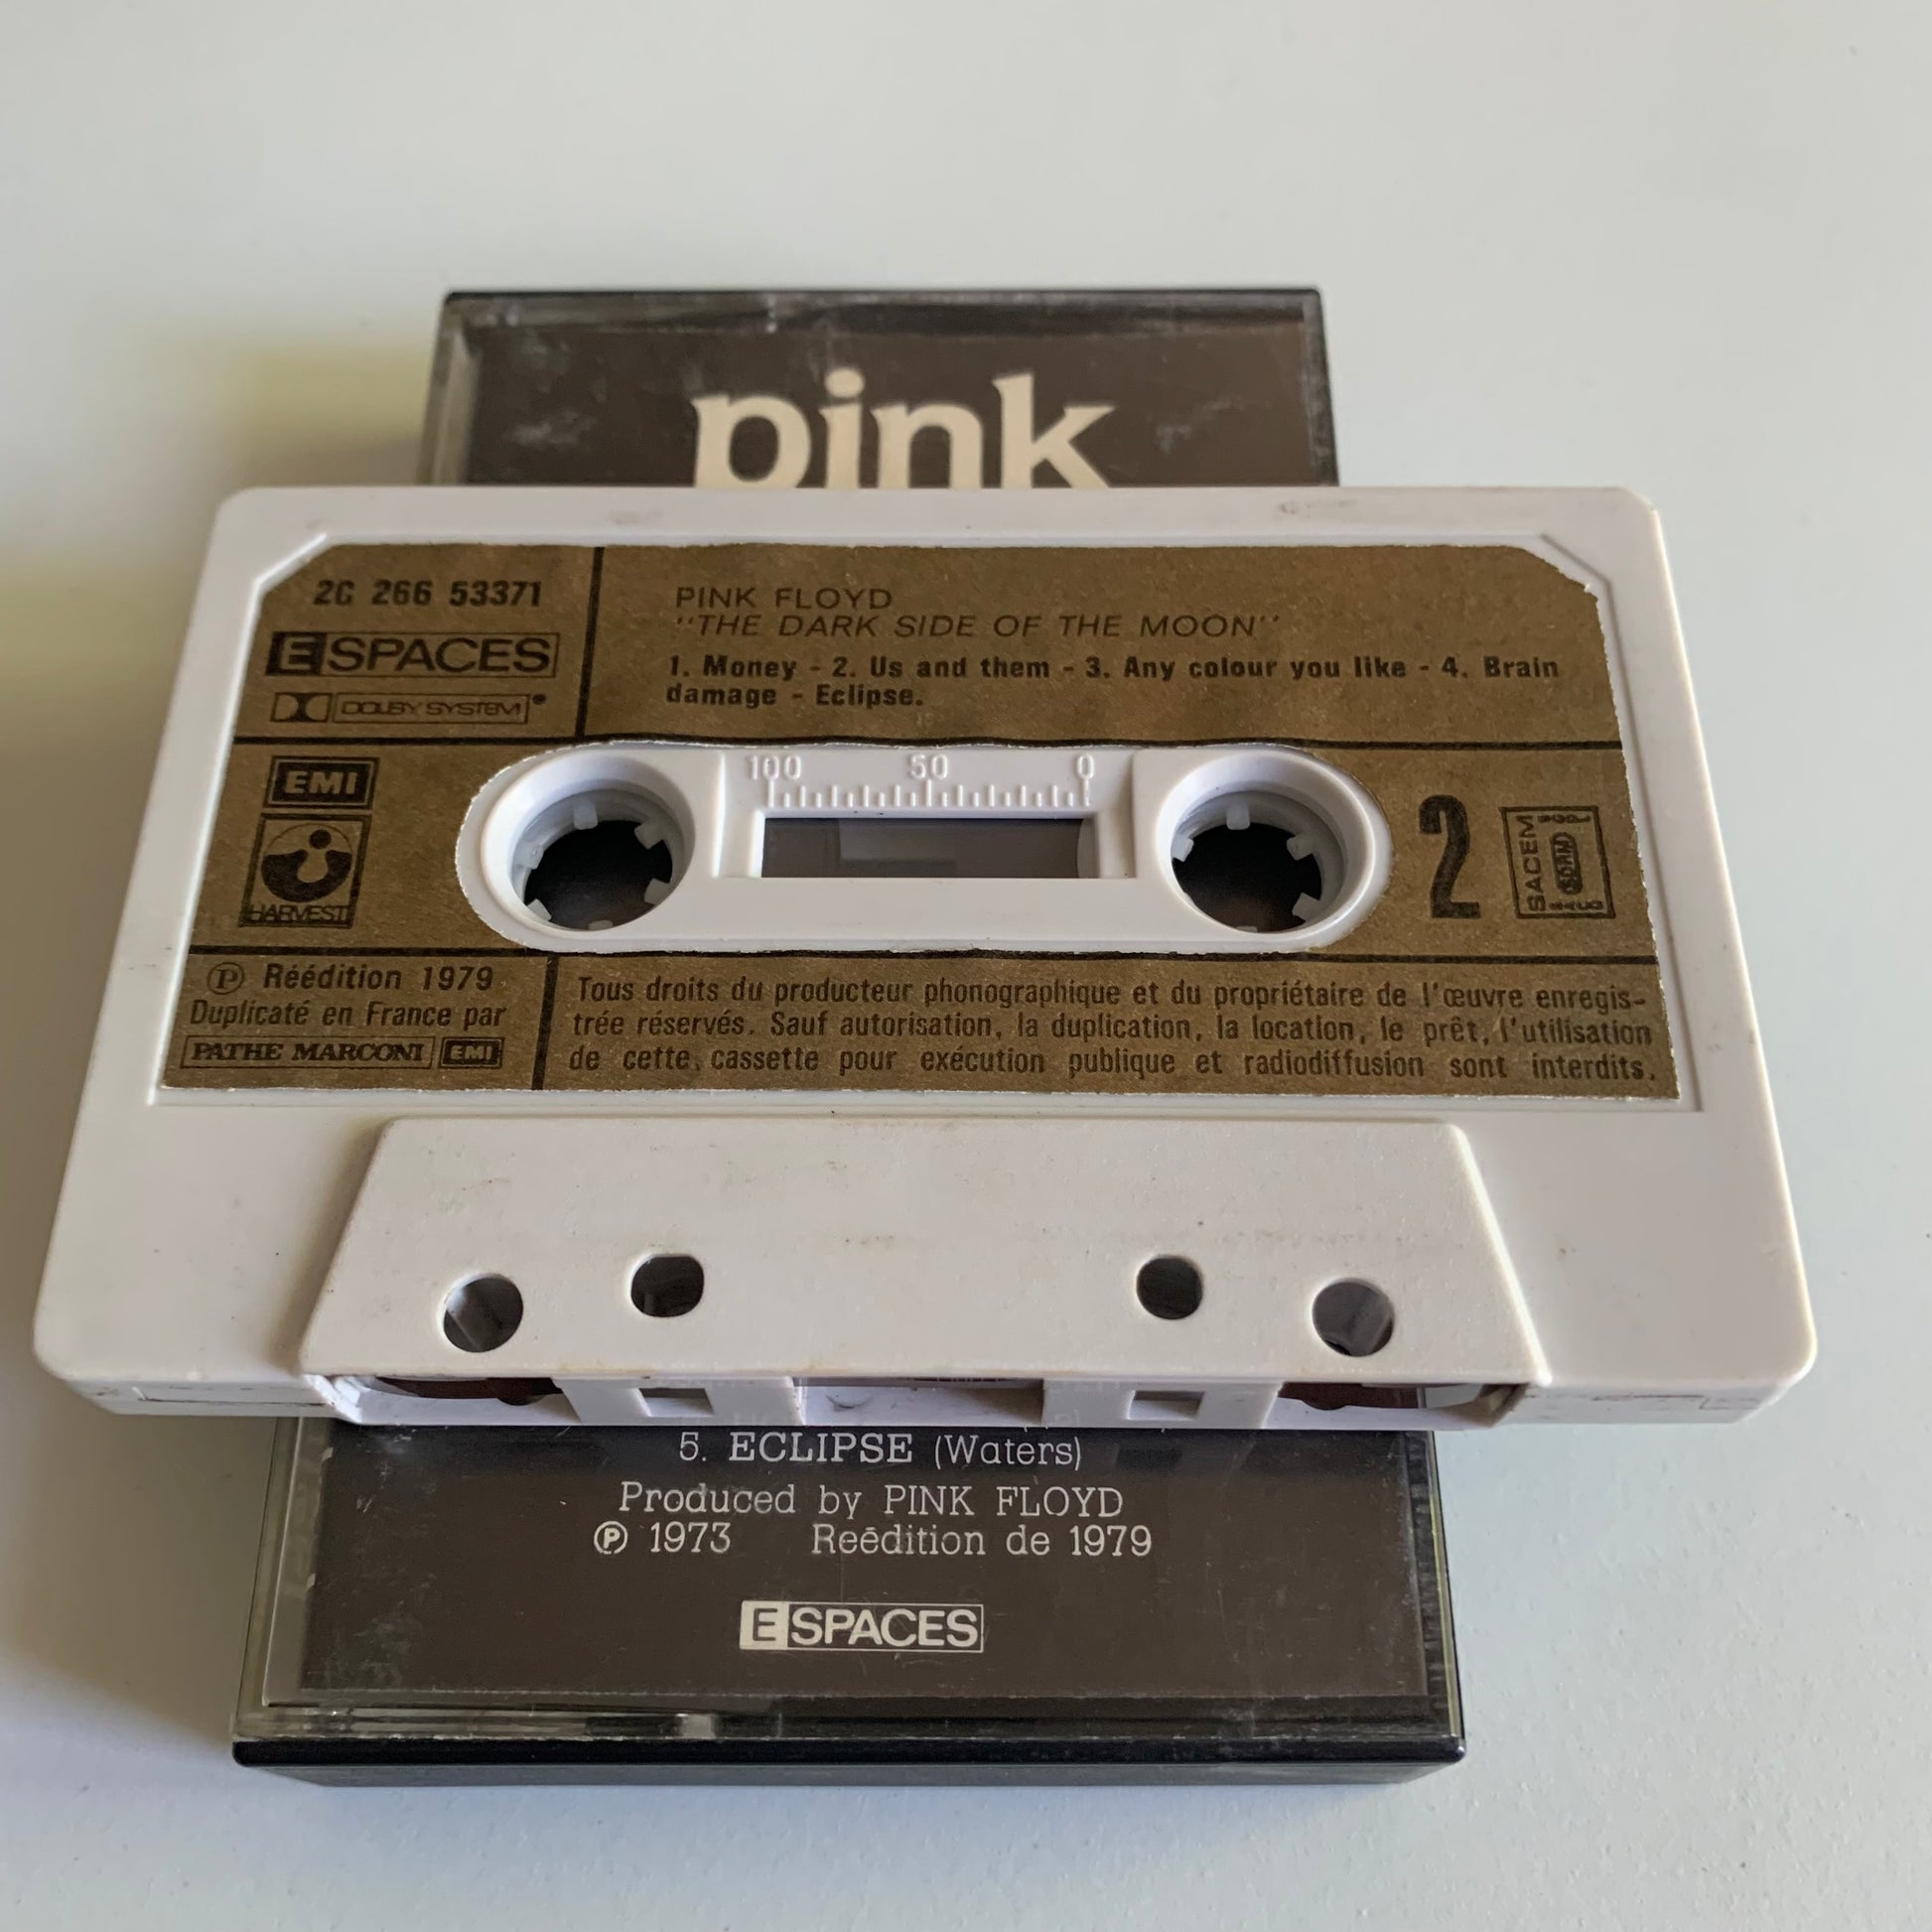 pink
2C 266 53371
ESPACES
DOLBY SYSTEM
PINK FLOYD
"THE DARK SIDE OF THE MOON"
1. Money - 2. Us and them - 3. Any colour you like - 4. Brain
damage - Eclipse.
EMI
HARVEST
100 50 0
2
SACEM
Ⓟ Réédition 1979
Duplicaté en France par
PATHE MARCONI EMI
Tous droits du producteur phonographique et du propriétaire de l'œuvre enregis-
trée réservés. Sauf autorisation, la duplication, la location, le prêt, l'utilisation
de cette cassette pour exécution publique et radiodiffusion sont interdits.
5. ECLIPSE (Waters)
Produced by PINK FLOYD
Ⓟ 1973 Reēdition de 1979
ESPACES